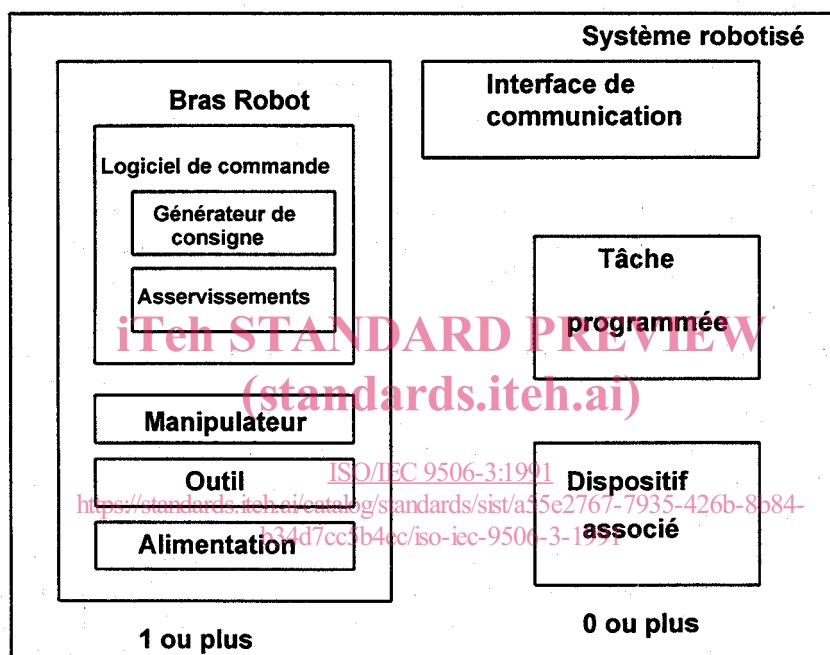 Système robotisé
Bras Robot
Logiciel de commande
Générateur de
consigne
Asservissements
Manipulateur
Outil
Alimentation
1 ou plus
Interface de
communication
Tâche
programmée
Dispositif
associé
0 ou plus
iTeh STANDARD PREVIEW
(standards.iteh.ai)
ISO/IEC 9506-3:1991
https://standards.iteh.ai/catalog/standards/sist/a55e2767-7935-426b-8b84-
b34d7cc5b4ec/iso-iec-9506-3-1991